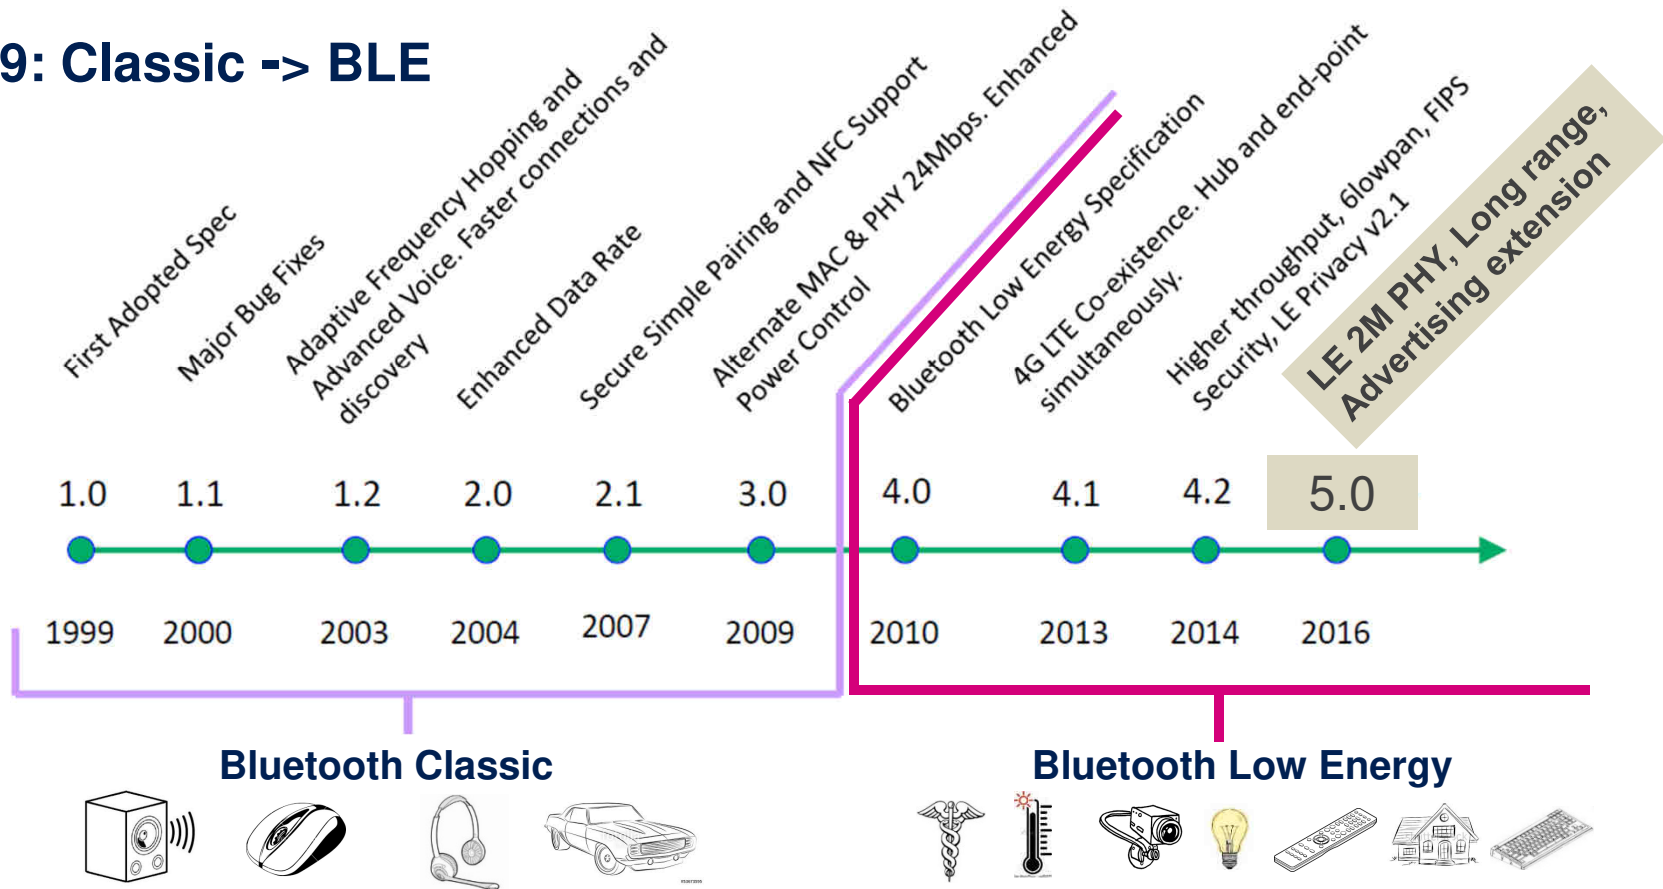 9: Classic -> BLE
First Adopted Spec
Major Bug Fixes
Adaptive Frequency Hopping and
Advanced Voice. Faster connections and
discovery
Enhanced Data Rate
Secure Simple Pairing and NFC Support
Alternate MAC & PHY 24Mbps. Enhanced
Power Control
Bluetooth Low Energy Specification
4G LTE Co-existence. Hub and end-point
simultaneously.
Higher throughput, 6lowpan, FIPS
Security, LE Privacy v2.1
LE 2M PHY, Long range,
Advertising extension
1.0 1.1 1.2 2.0 2.1 3.0 4.0 4.1 4.2 5.0
1999 2000 2003 2004 2007 2009 2010 2013 2014 2016
Bluetooth Classic
Bluetooth Low Energy